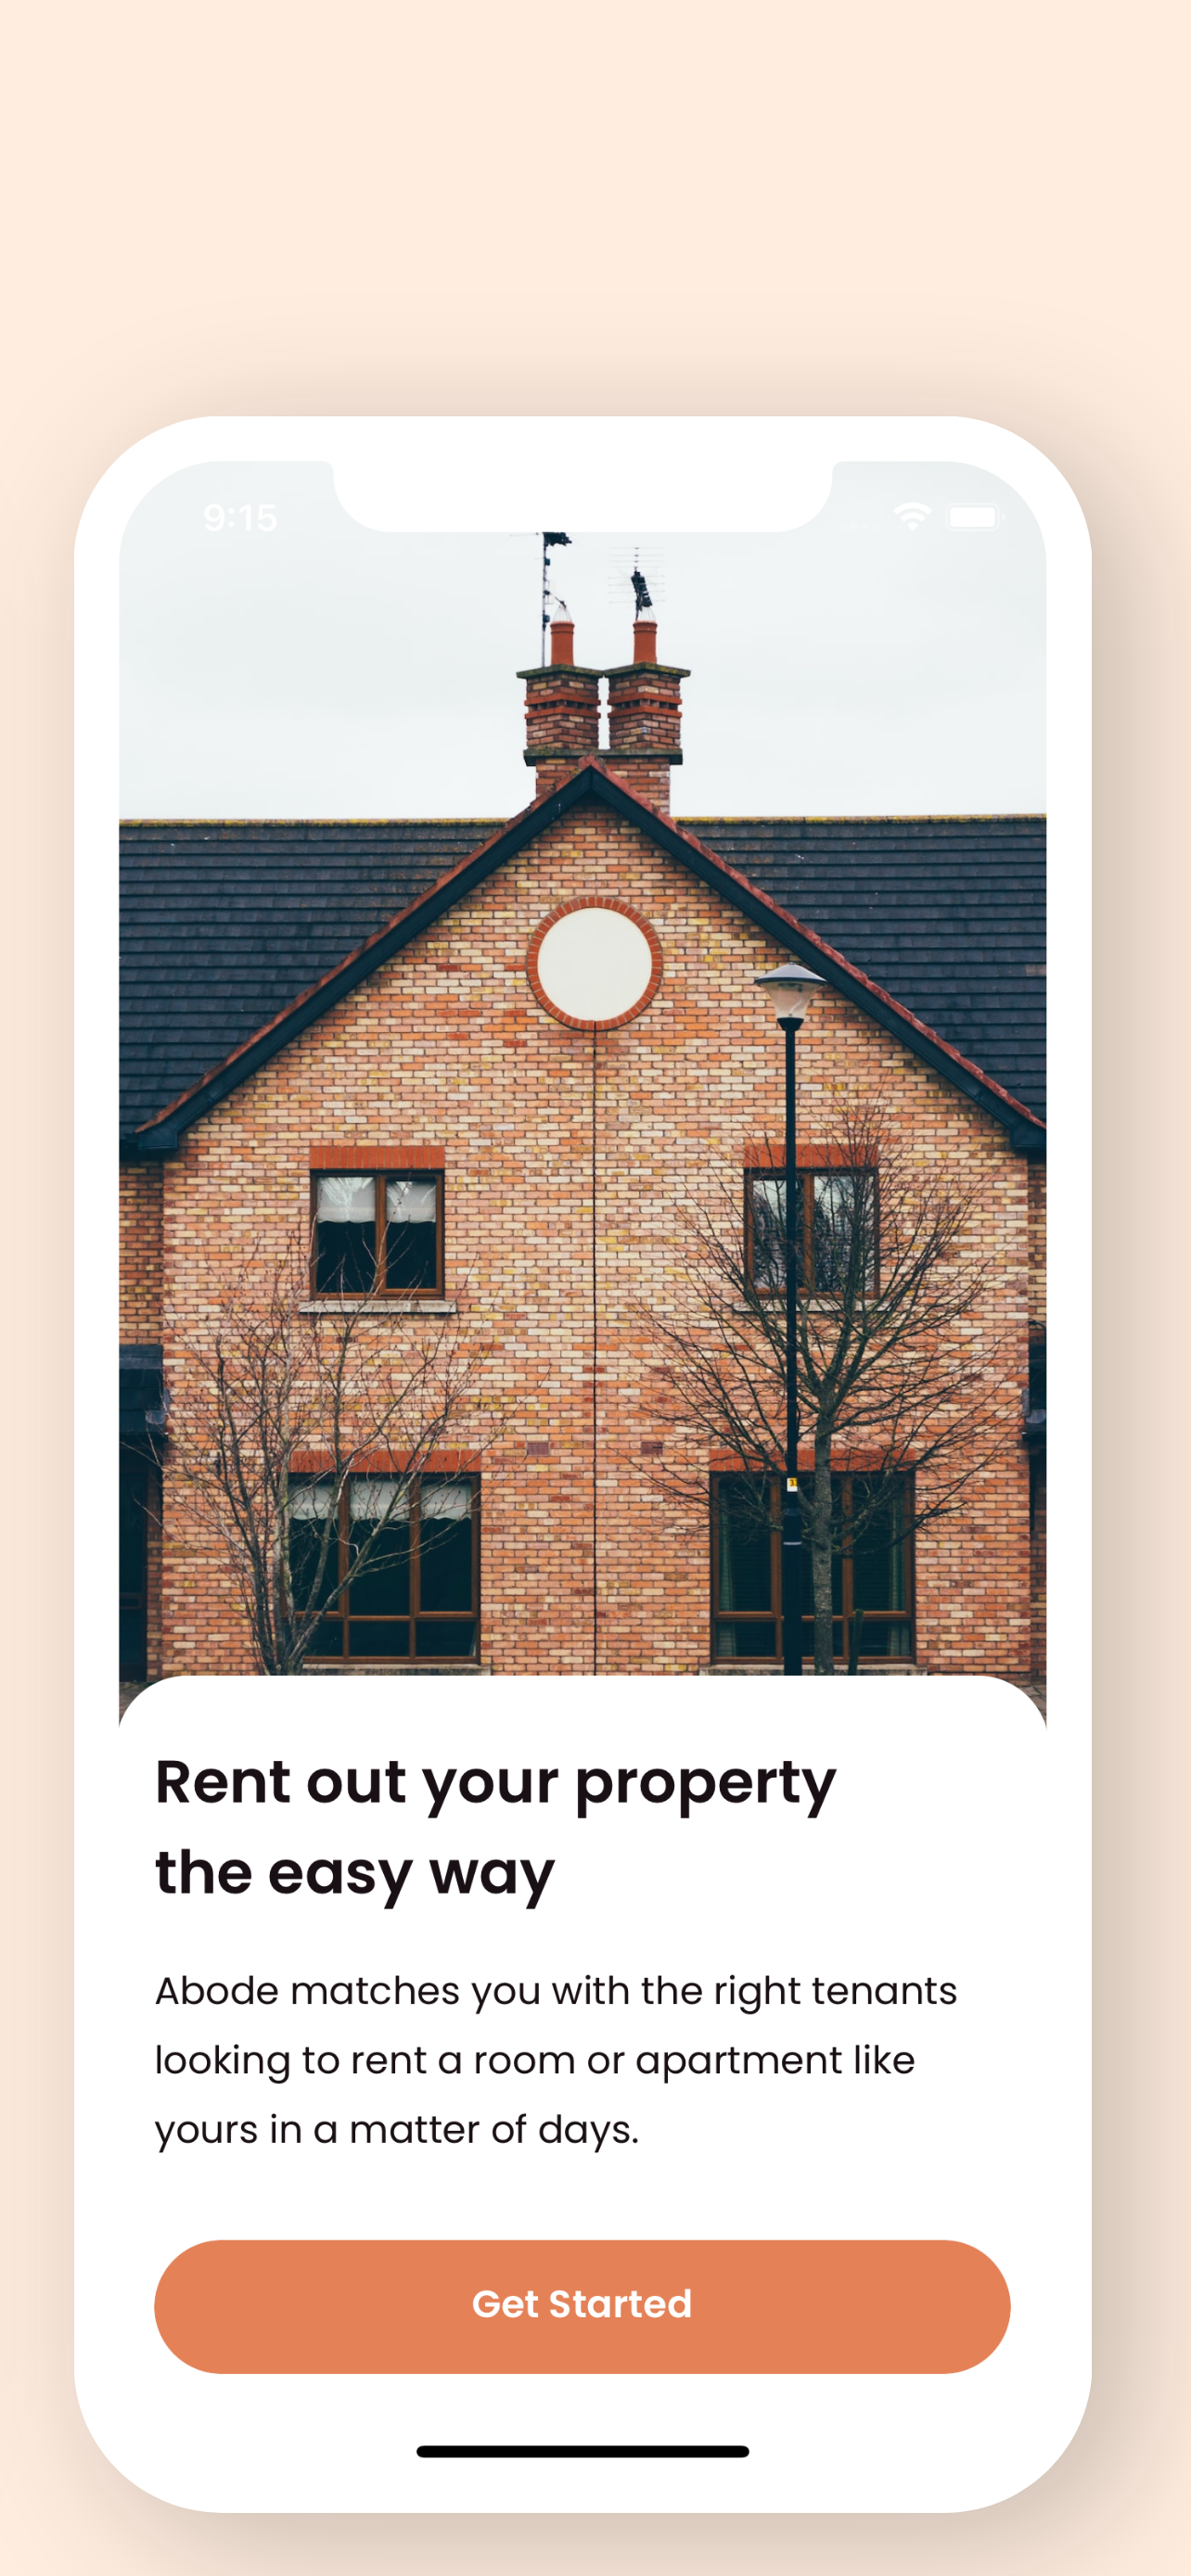 9:15
Rent out your property
the easy way
Abode matches you with the right tenants
looking to rent a room or apartment like
yours in a matter of days.
Get Started